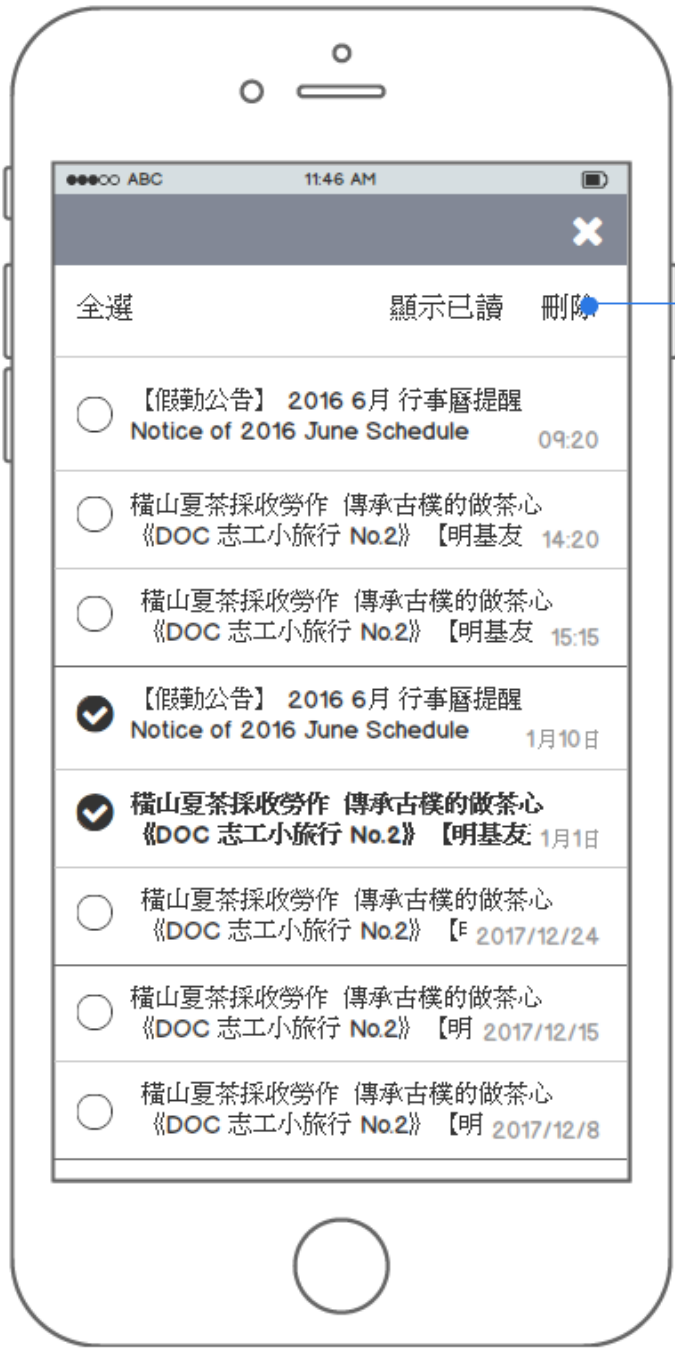 ABC 11:46 AM
全選 顯示已讀 刪除
【假勤公告】 2016 6月 行事曆提醒
Notice of 2016 June Schedule 09:20
橫山夏茶採收勞作 傳承古樸的做茶心
《DOC 志工小旅行 No.2》 【明基友 14:20
橫山夏茶採收勞作 傳承古樸的做茶心
《DOC 志工小旅行 No.2》 【明基友 15:15
【假勤公告】 2016 6月 行事曆提醒
Notice of 2016 June Schedule 1月10日
橫山夏茶採收勞作 傳承古樸的做茶心
《DOC 志工小旅行 No.2》 【明基友 1月1日
橫山夏茶採收勞作 傳承古樸的做茶心
《DOC 志工小旅行 No.2》 【 2017/12/24
橫山夏茶採收勞作 傳承古樸的做茶心
《DOC 志工小旅行 No.2》 【明 2017/12/15
橫山夏茶採收勞作 傳承古樸的做茶心
《DOC 志工小旅行 No.2》 【明 2017/12/8